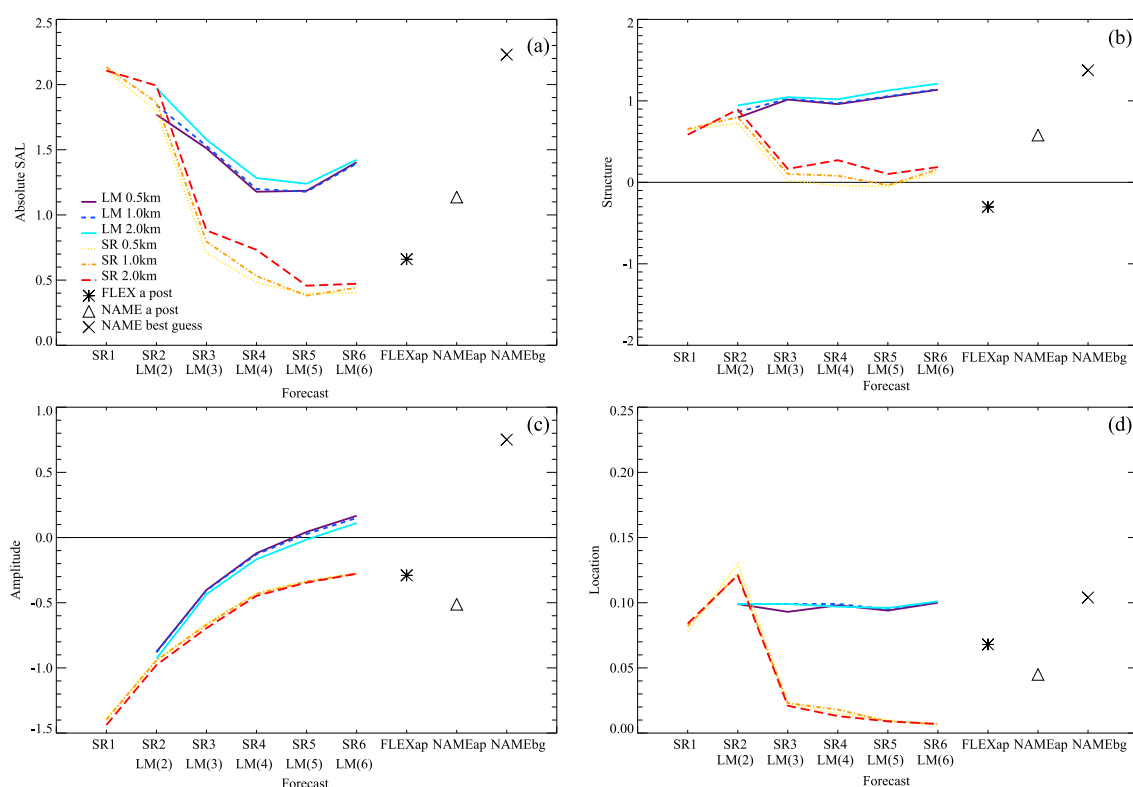 (a)
2.5
2.0
1.5
1.0
0.5
0.0
Absolute SAL
LM 0.5km
LM 1.0km
LM 2.0km
SR 0.5km
SR 1.0km
SR 2.0km
FLEX a post
NAME a post
NAME best guess
SR1 SR2 SR3 SR4 SR5 SR6 FLEXap NAMEap NAMEbg
LM(2) LM(3) LM(4) LM(5) LM(6)
Forecast
(b)
2
1
0
-1
-2
Structure
SR1 SR2 SR3 SR4 SR5 SR6 FLEXap NAMEap NAMEbg
LM(2) LM(3) LM(4) LM(5) LM(6)
Forecast
(c)
1.0
0.5
0.0
-0.5
-1.0
-1.5
Amplitude
SR1 SR2 SR3 SR4 SR5 SR6 FLEXap NAMEap NAMEbg
LM(2) LM(3) LM(4) LM(5) LM(6)
Forecast
(d)
0.25
0.20
0.15
0.10
0.05
0.00
Location
SR1 SR2 SR3 SR4 SR5 SR6 FLEXap NAMEap NAMEbg
LM(2) LM(3) LM(4) LM(5) LM(6)
Forecast